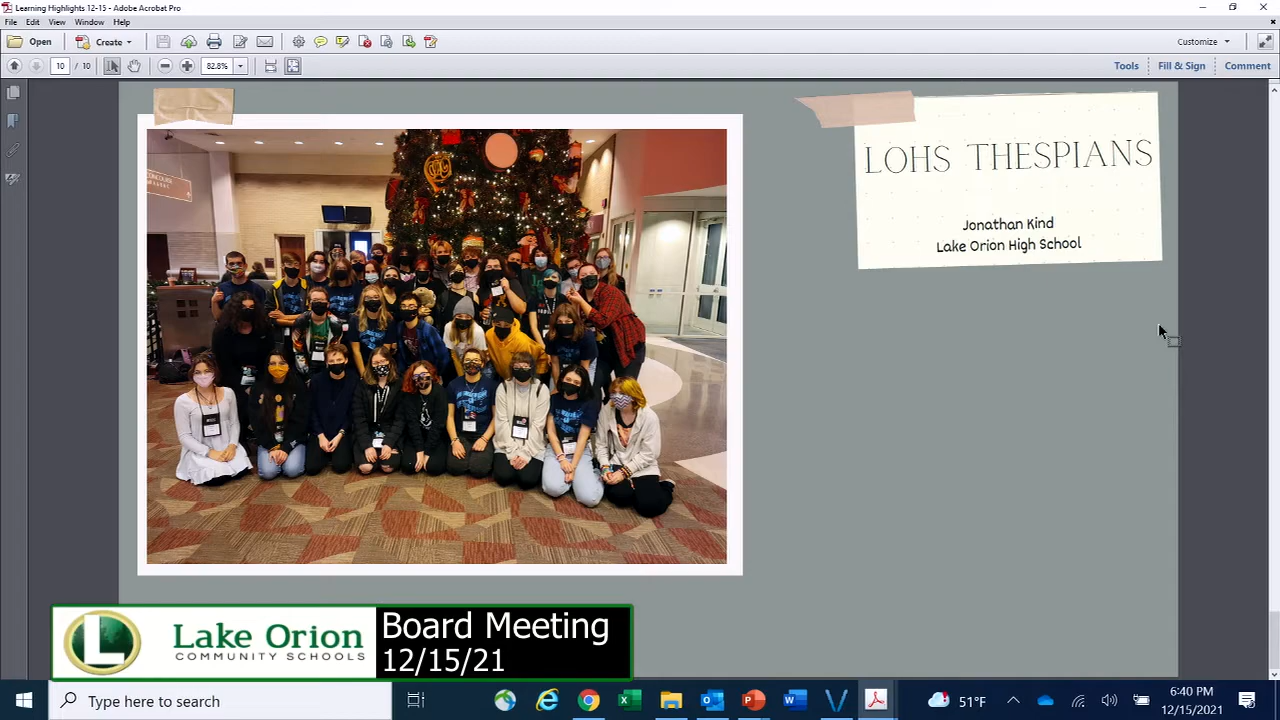 Learning Highlights 12-15 - Adobe Acrobat Pro
File Edit View Window Help
Open Create Customize
10 / 10 82.8% Tools Fill & Sign Comment
LOHS THESPIANS
Jonathan Kind
Lake Orion High School
L Lake Orion
COMMUNITY SCHOOLS
Board Meeting
12/15/21
Type here to search
51°F
6:40 PM
12/15/2021